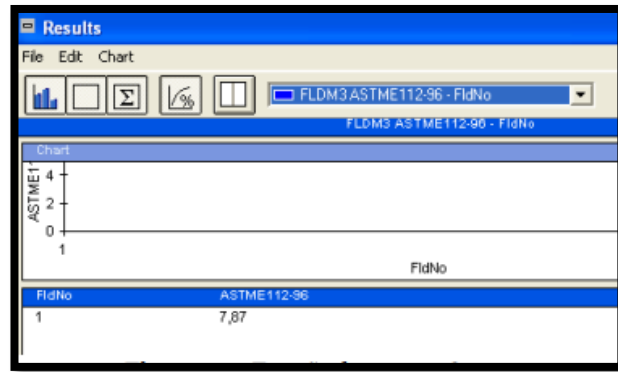 Results
File Edit Chart
Σ % FLDM3 ASTME112-96 - FldNo
FLDM3 ASTME112-96 - FldNo
Chart
ASTME11
4
2
0
1
FldNo
FldNo ASTME112-96
1 7,87